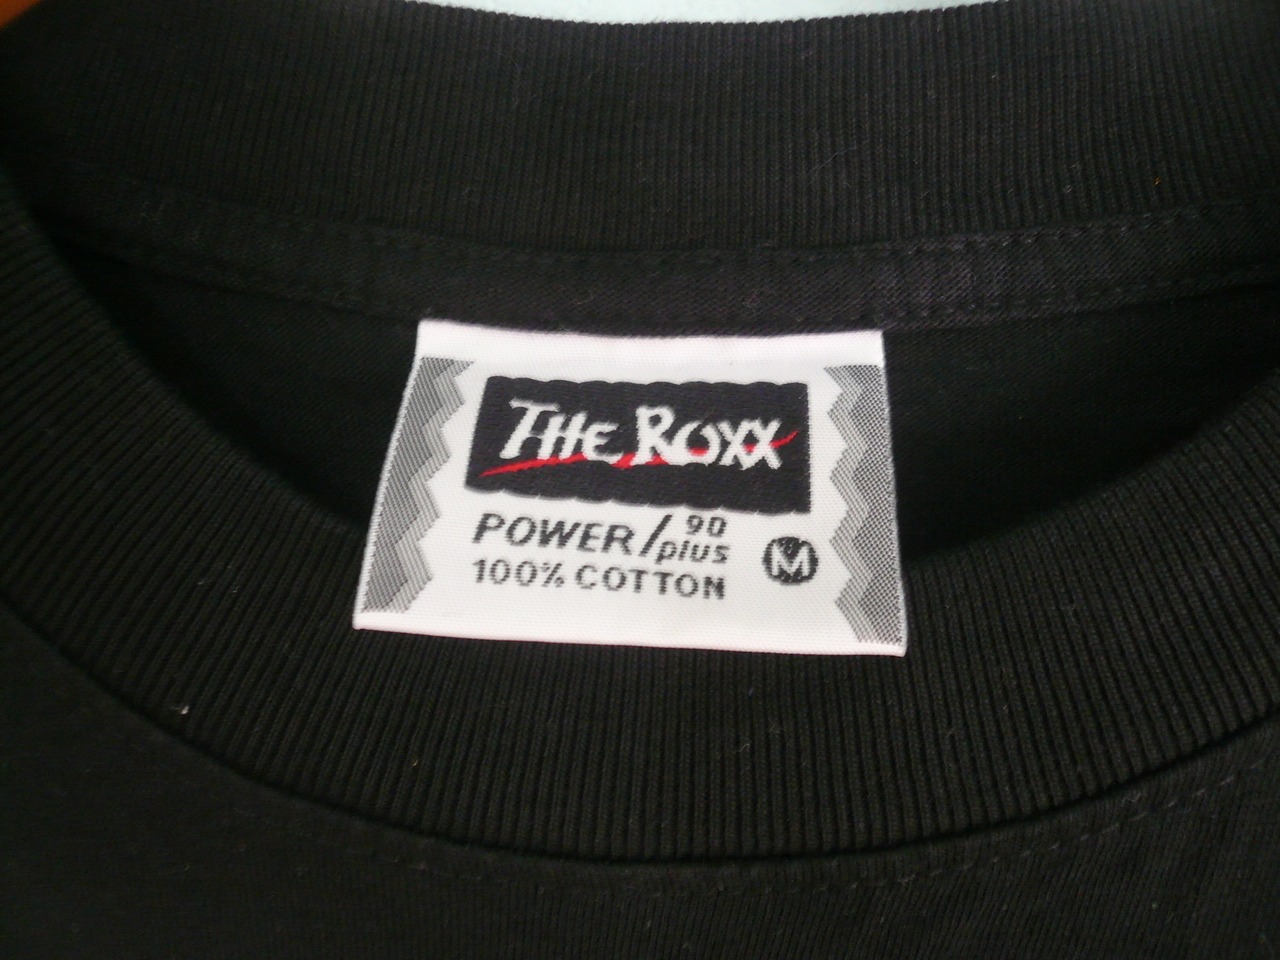 THE ROXX
POWER/90 plus
100% COTTON
M